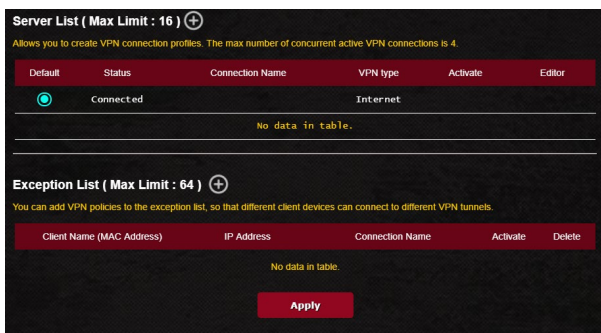 Server List ( Max Limit : 16 )
Allows you to create VPN connection profiles. The max number of concurrent active VPN connections is 4.
Default Status Connection Name VPN type Activate Editor
Connected Internet
No data in table.
Exception List ( Max Limit : 64 )
You can add VPN policies to the exception list, so that different client devices can connect to different VPN tunnels.
Client Name (MAC Address) IP Address Connection Name Activate Delete
No data in table.
Apply